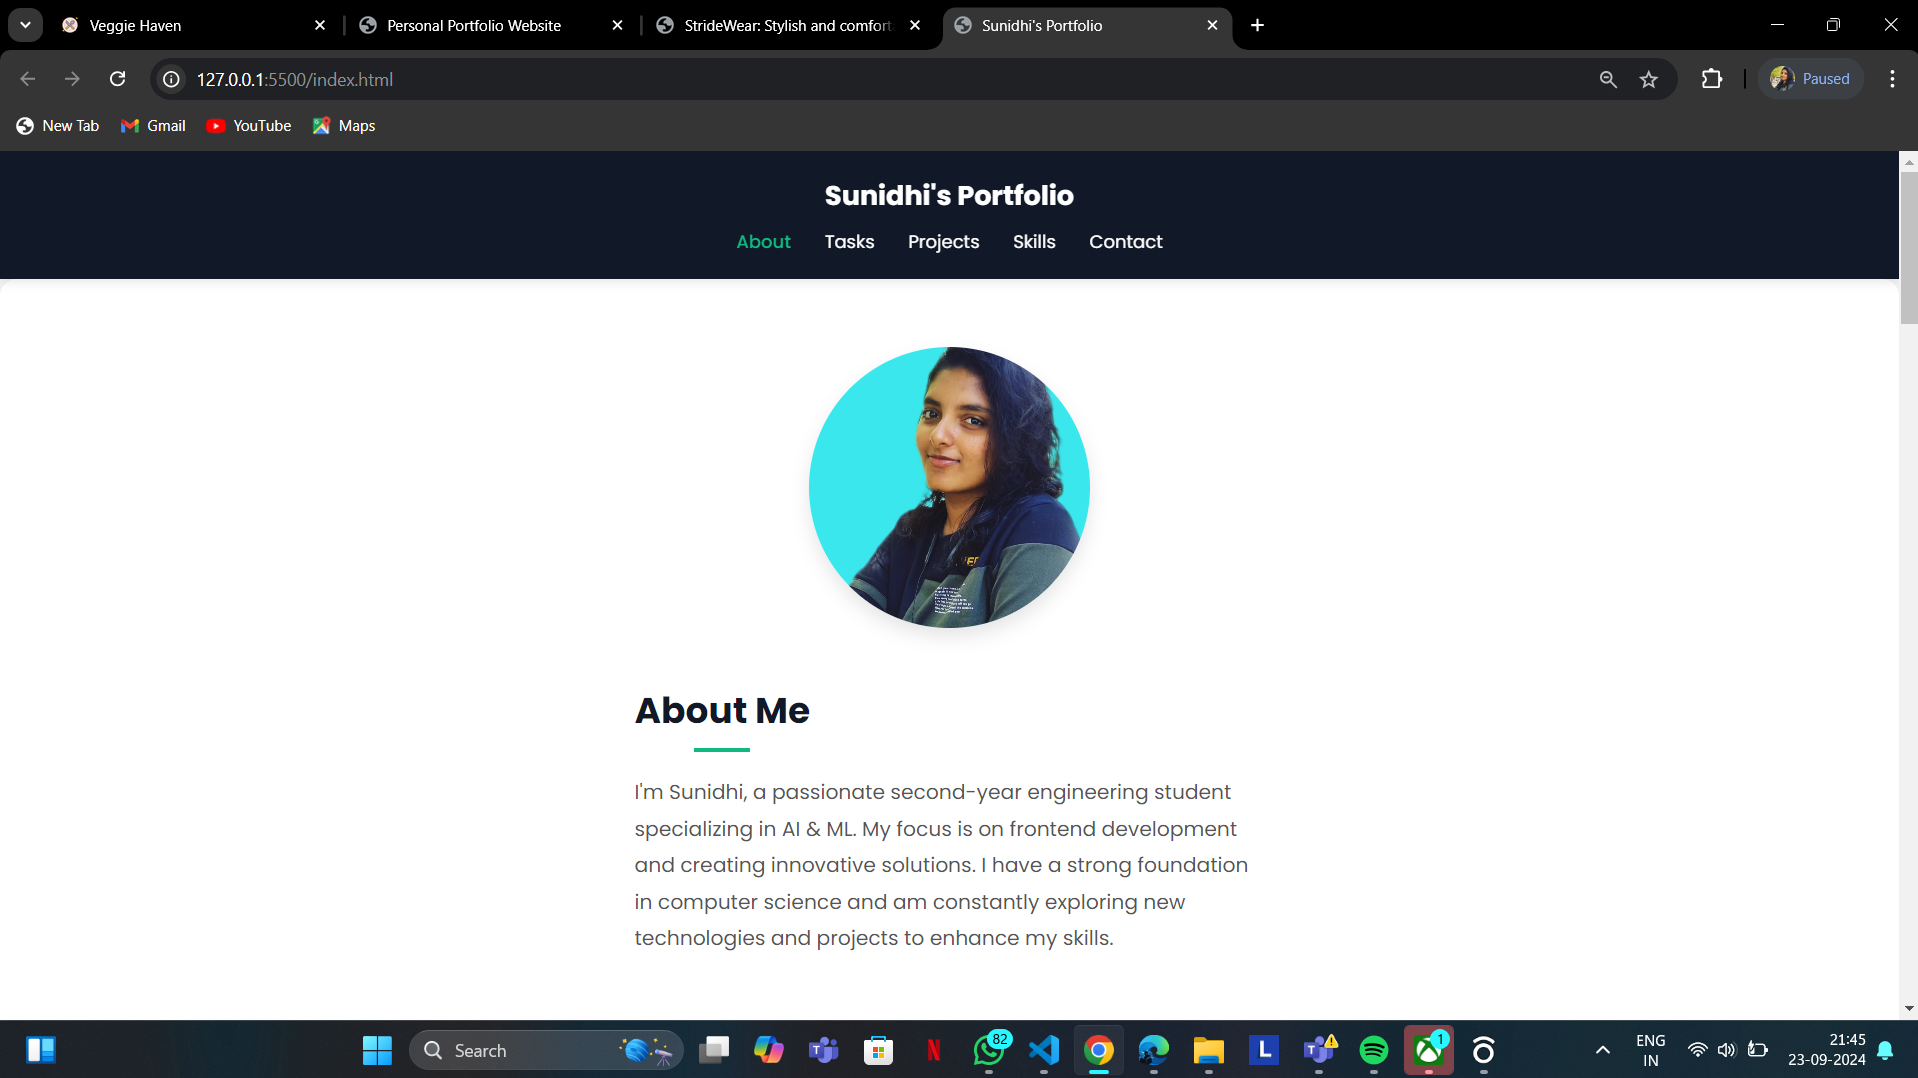 Veggie Haven
Personal Portfolio Website
StrideWear: Stylish and comfort
Sunidhi's Portfolio
127.0.0.1:5500/index.html
Paused
New Tab
Gmail
YouTube
Maps
Sunidhi's Portfolio
About
Tasks
Projects
Skills
Contact
About Me
I'm Sunidhi, a passionate second-year engineering student
specializing in AI & ML. My focus is on frontend development
and creating innovative solutions. I have a strong foundation
in computer science and am constantly exploring new
technologies and projects to enhance my skills.
Search
82
L
1
ENG
IN
21:45
23-09-2024